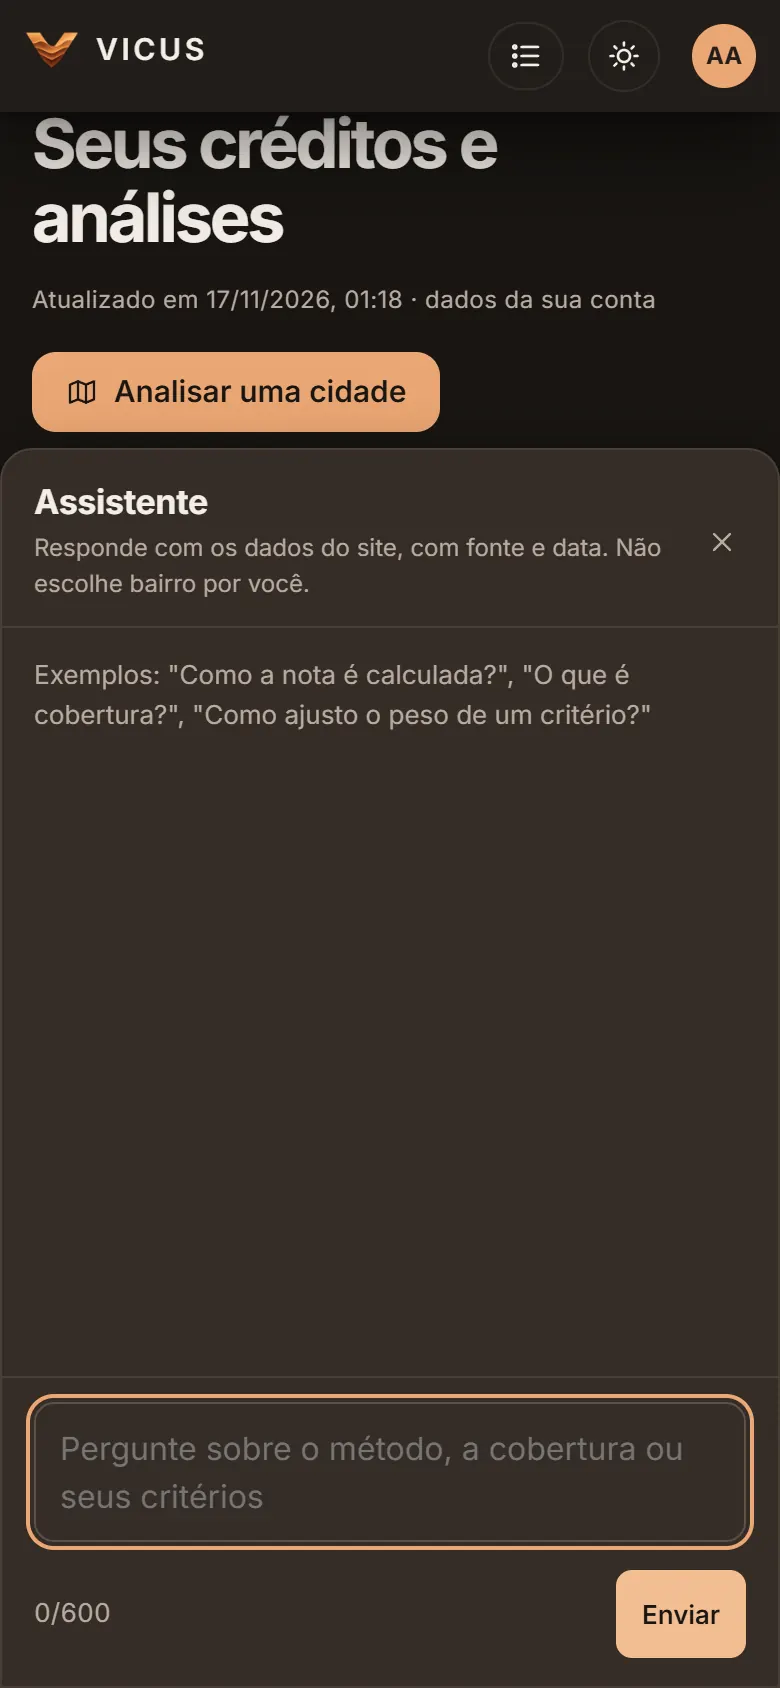 VICUS
AA
Seus créditos e
análises
Atualizado em 17/11/2026, 01:18 · dados da sua conta
Analisar uma cidade
Assistente
Responde com os dados do site, com fonte e data. Não
escolhe bairro por você.
Exemplos: "Como a nota é calculada?", "O que é
cobertura?", "Como ajusto o peso de um critério?"
Pergunte sobre o método, a cobertura ou
seus critérios
0/600
Enviar